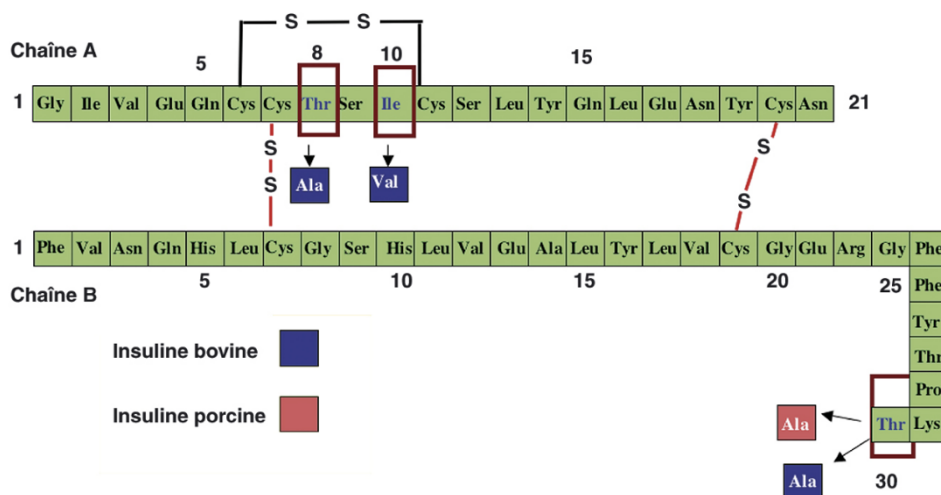 S S
Chaîne A 5 8 10 15
1 Gly Ile Val Glu Gln Cys Cys Thr Ser Ile Cys Ser Leu Tyr Gln Leu Glu Asn Tyr Cys Asn 21
S S
S Ala Val
S
1 Phe Val Asn Gln His Leu Cys Gly Ser His Leu Val Glu Ala Leu Tyr Leu Val Cys Gly Glu Arg Gly Phe
5 10 15 20 25 Phe
Chaîne B
Tyr
Insuline bovine Thr
Pro
Insuline porcine Ala Thr Lys
Ala 30